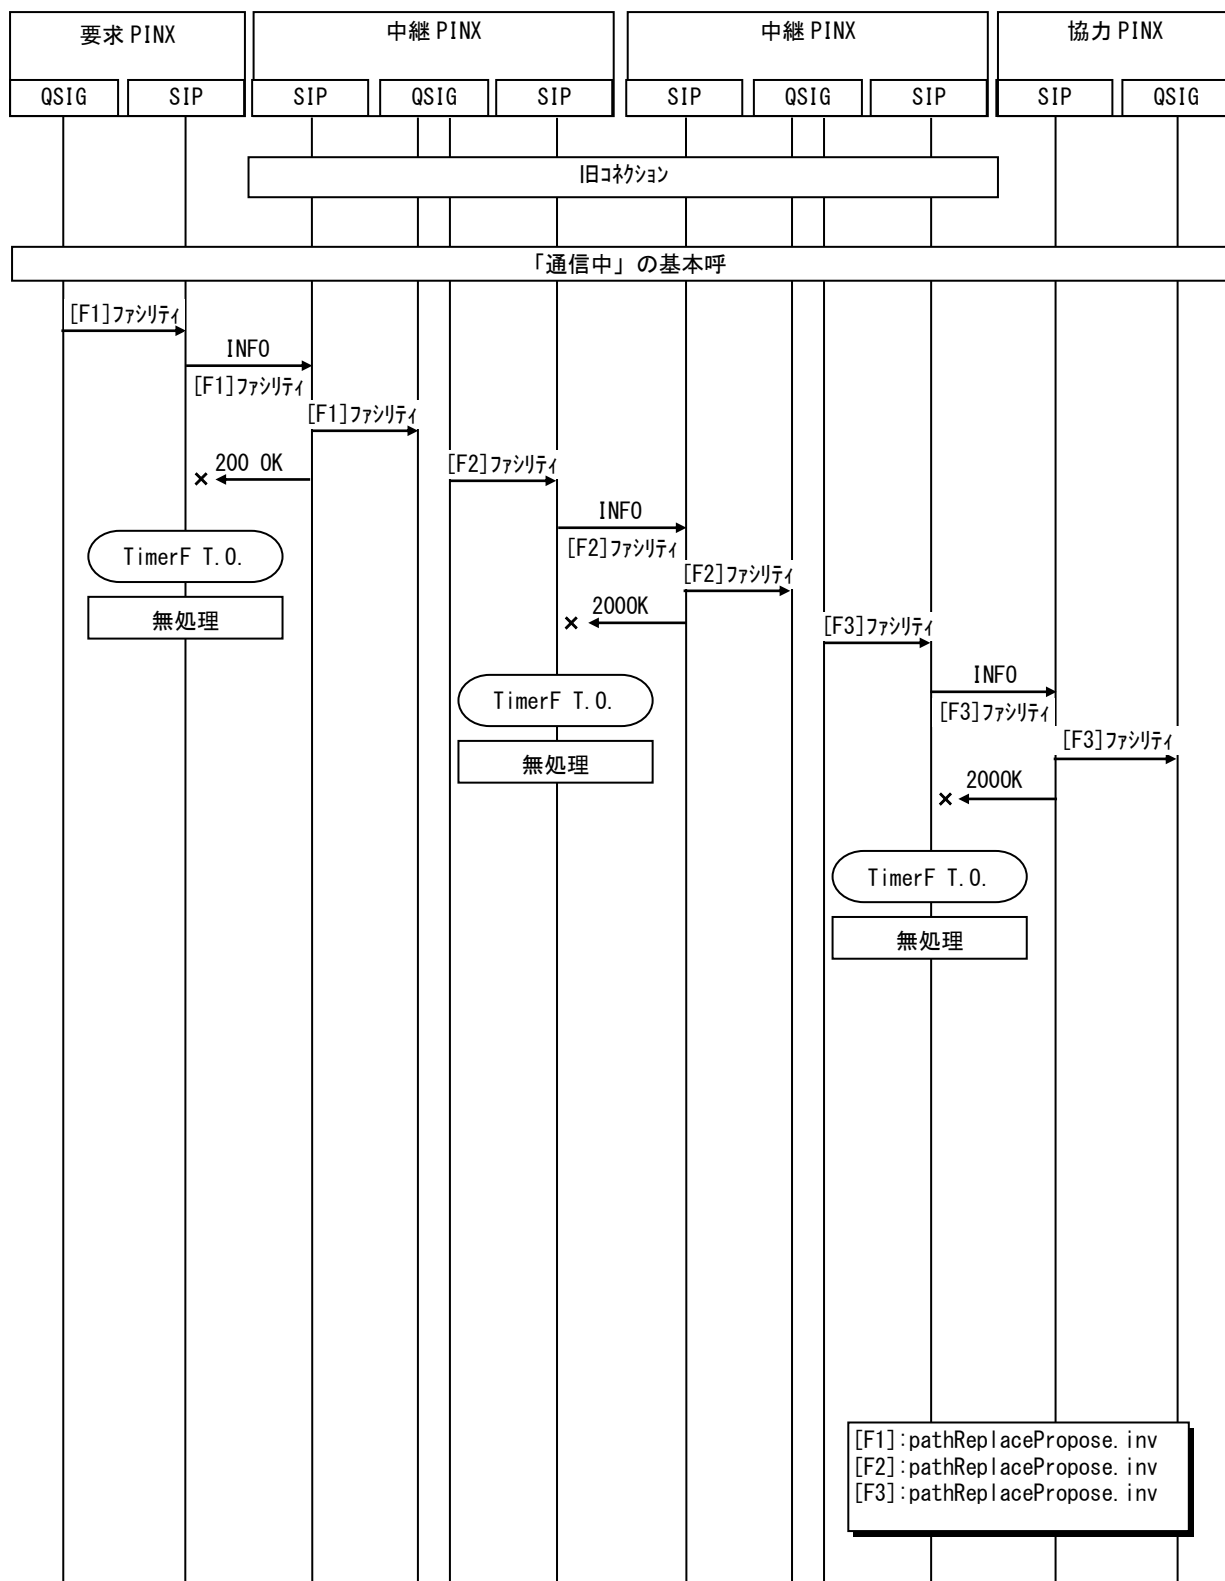 要求 PINX
中継 PINX
中継 PINX
協力 PINX
QSIG
SIP
SIP
QSIG
SIP
SIP
QSIG
SIP
SIP
QSIG
旧ｺﾈｸｼｮﾝ
「通信中」の基本呼
[F1]ﾌｧｼﾘﾃｨ
INFO
[F1]ﾌｧｼﾘﾃｨ
[F1]ﾌｧｼﾘﾃｨ
200 OK
[F2]ﾌｧｼﾘﾃｨ
INFO
[F2]ﾌｧｼﾘﾃｨ
TimerF T.O.
[F2]ﾌｧｼﾘﾃｨ
無処理
200OK
[F3]ﾌｧｼﾘﾃｨ
INFO
TimerF T.O.
[F3]ﾌｧｼﾘﾃｨ
[F3]ﾌｧｼﾘﾃｨ
無処理
200OK
TimerF T.O.
無処理
[F1]:pathReplacePropose.inv
[F2]:pathReplacePropose.inv
[F3]:pathReplacePropose.inv